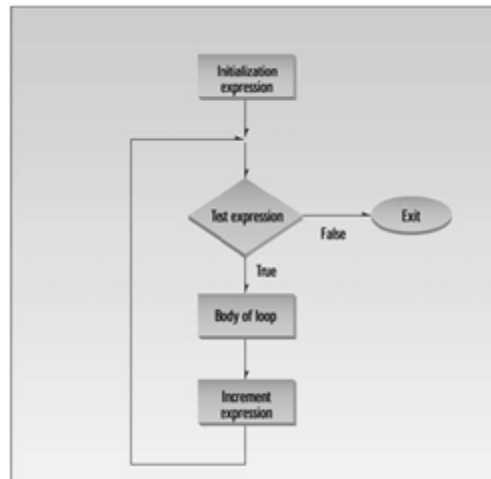 Initialization
expression
Test expression
Exit
False
True
Body of loop
Increment
expression